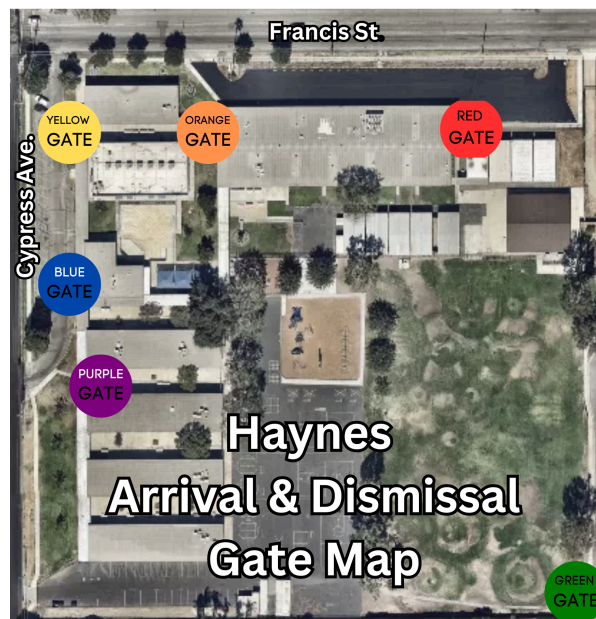 Francis St.
YELLOW
GATE
ORANGE
GATE
RED
GATE
Cypress Ave.
BLUE
GATE
PURPLE
GATE
Haynes
Arrival & Dismissal
Gate Map
GREEN
GATE